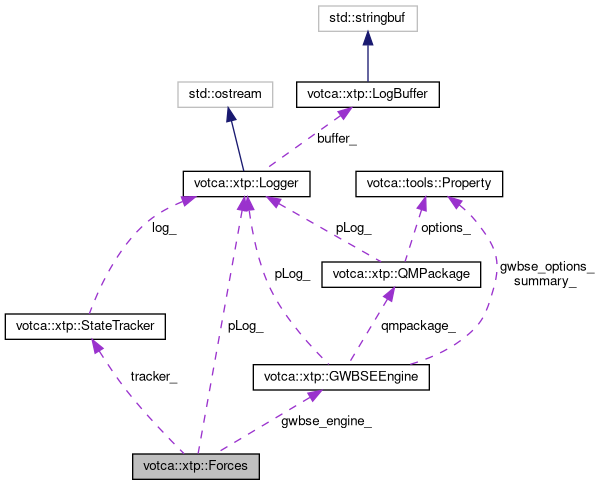 std::stringbuf
std::ostream
votca::xtp::LogBuffer
buffer_
votca::xtp::Logger
votca::tools::Property
log_
pLog_
options_
pLog_
votca::xtp::QMPackage
gwbse_options_
summary_
votca::xtp::StateTracker
pLog_
qmpackage_
tracker_
votca::xtp::GWBSEEngine
gwbse_engine_
votca::xtp::Forces